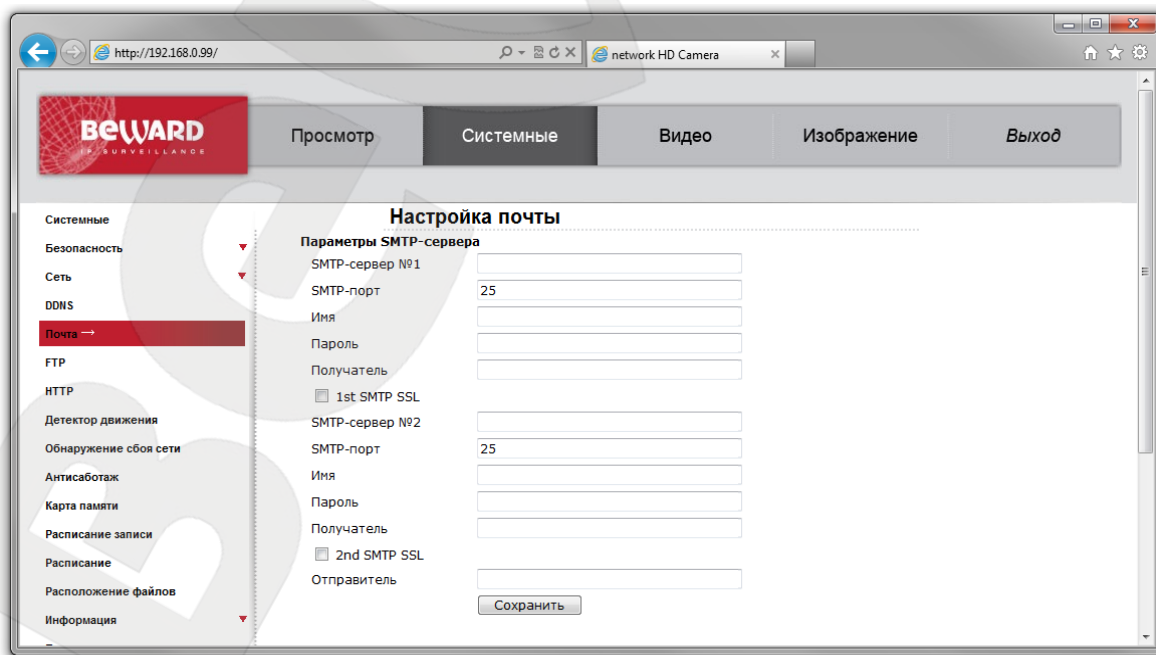 http://192.168.0.99/
network HD Camera
BEWARD
IP SURVEILLANCE
Просмотр
Системные
Видео
Изображение
Выход
Системные
Безопасность
Сеть
DDNS
Почта →
FTP
HTTP
Детектор движения
Обнаружение сбоя сети
Антисаботаж
Карта памяти
Расписание записи
Расписание
Расположение файлов
Информация
Настройка почты
Параметры SMTP-сервера
SMTP-сервер №1
SMTP-порт 25
Имя
Пароль
Получатель
1st SMTP SSL
SMTP-сервер №2
SMTP-порт 25
Имя
Пароль
Получатель
2nd SMTP SSL
Отправитель
Сохранить